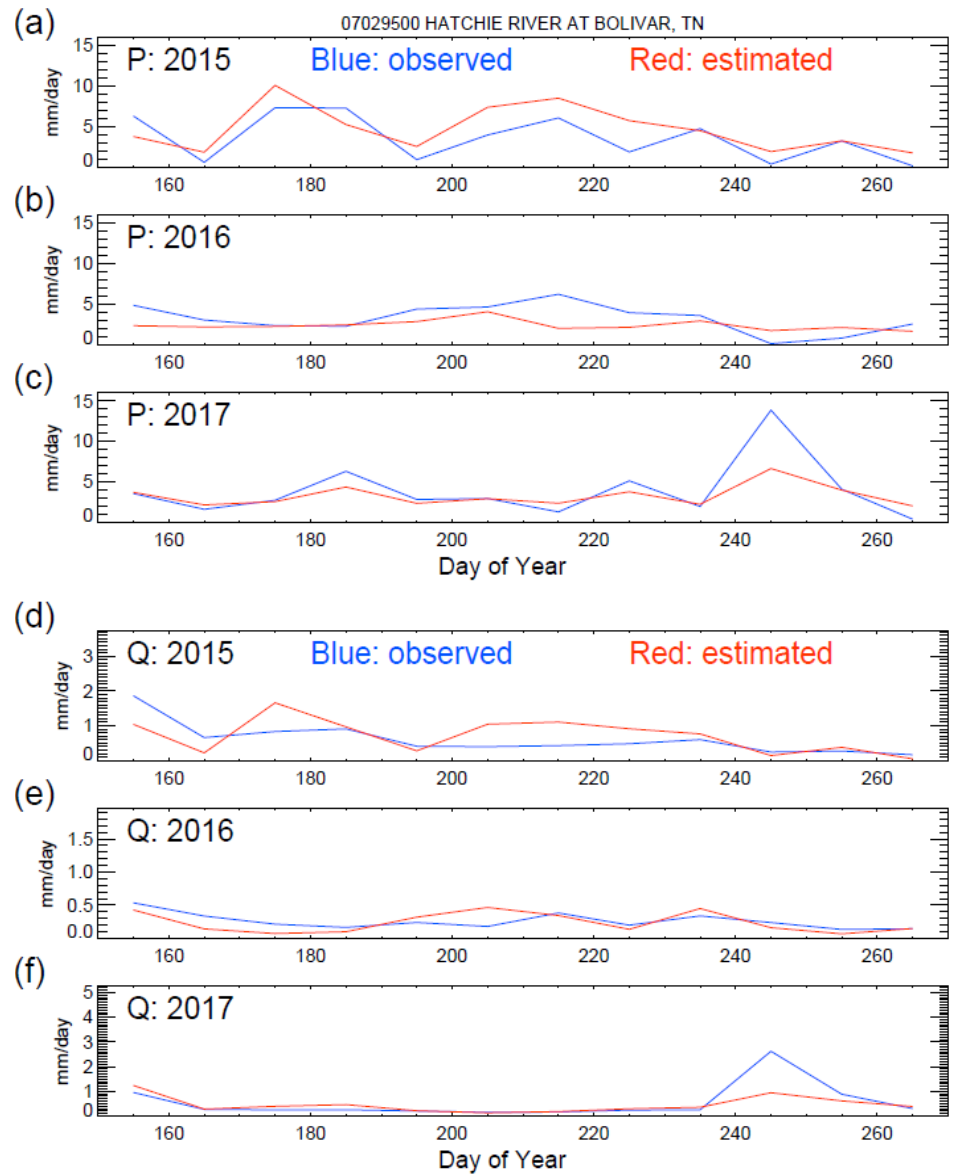 (a)
07029500 HATCHIE RIVER AT BOLIVAR, TN
P: 2015 Blue: observed Red: estimated
mm/day
15
10
5
0
160 180 200 220 240 260
(b)
P: 2016
mm/day
15
10
5
0
160 180 200 220 240 260
(c)
P: 2017
mm/day
15
10
5
0
160 180 200 220 240 260
Day of Year
(d)
Q: 2015 Blue: observed Red: estimated
mm/day
3
2
1
0
160 180 200 220 240 260
(e)
Q: 2016
mm/day
1.5
1.0
0.5
0.0
160 180 200 220 240 260
(f)
Q: 2017
mm/day
5
4
3
2
1
0
160 180 200 220 240 260
Day of Year